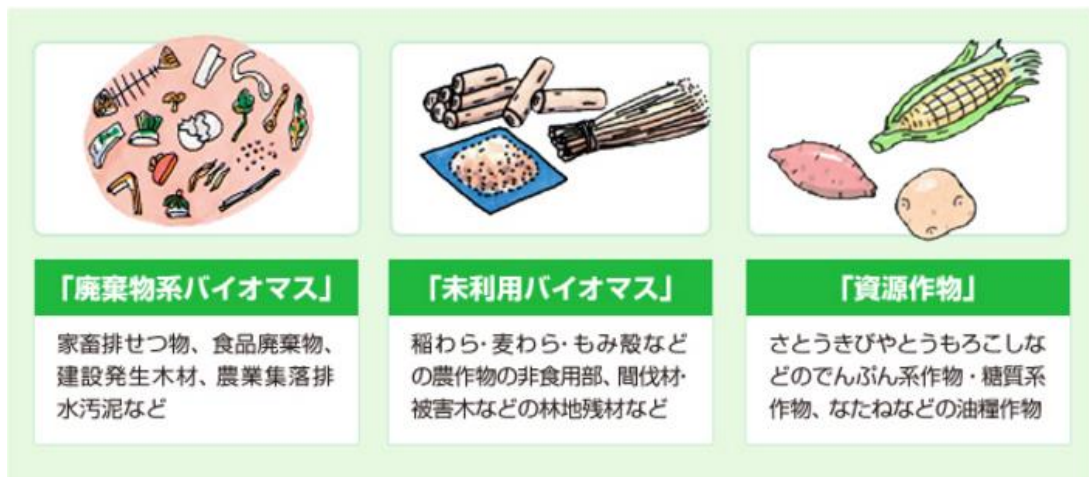 「廃棄物系バイオマス」
家畜排せつ物、食品廃棄物、
建設発生木材、農業集落排
水汚泥など
「未利用バイオマス」
稲わら・麦わら・もみ殻など
の農作物の非食用部、間伐材・
被害木などの林地残材など
「資源作物」
さとうきびやとうもろこしな
どのでんぷん系作物・糖質系
作物、なたねなどの油糧作物